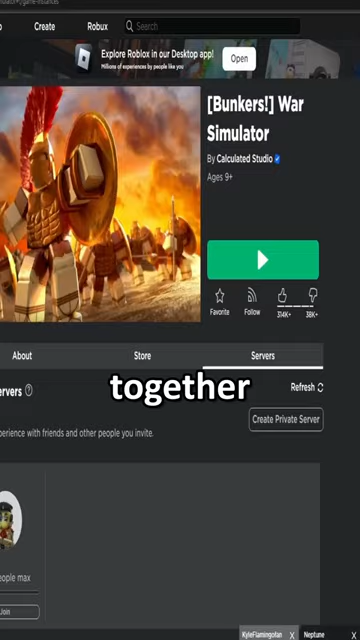 Create
Robux
Search
Explore Roblox in our Desktop app!
Millions of experiences by people like you
Open
[Bunkers!] War
Simulator
By Calculated Studio
Ages 9+
Favorite
Follow
314K+
38K+
About
Store
Servers
ervers
Refresh
together
Create Private Server
perience with friends and other people you invite.
eople max
Join
KyleFlamingofan X
Neptune X